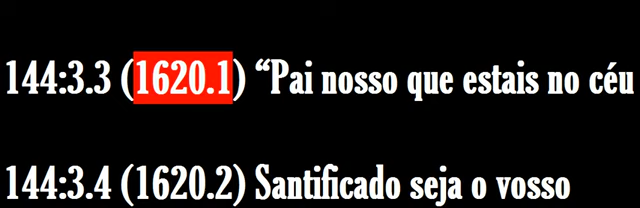 144:3.3 (1620.1) “Pai nosso que estais no céu
144:3.4 (1620.2) Santificado seja o vosso